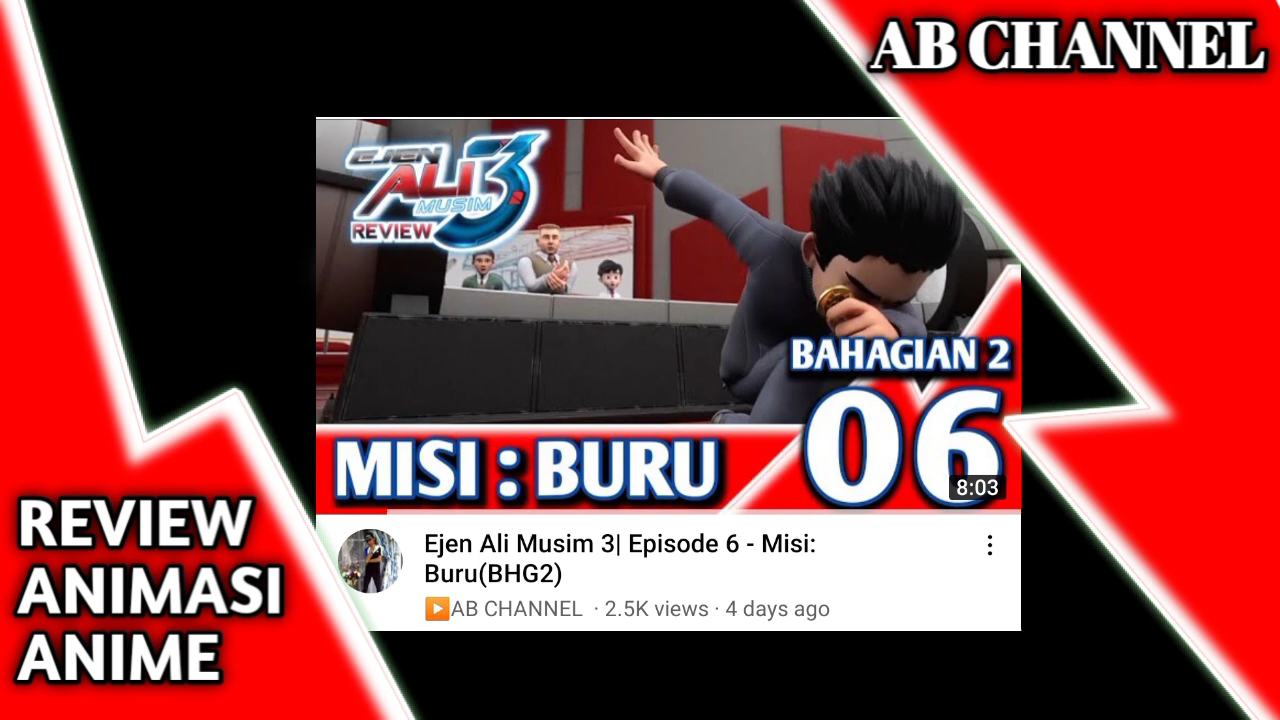 AB CHANNEL
EJEN
ALI 3
MUSIM
REVIEW
BAHAGIAN 2
06
MISI : BURU
8:03
Ejen Ali Musim 3| Episode 6 - Misi:
Buru(BHG2)
▶AB CHANNEL · 2.5K views · 4 days ago
REVIEW
ANIMASI
ANIME